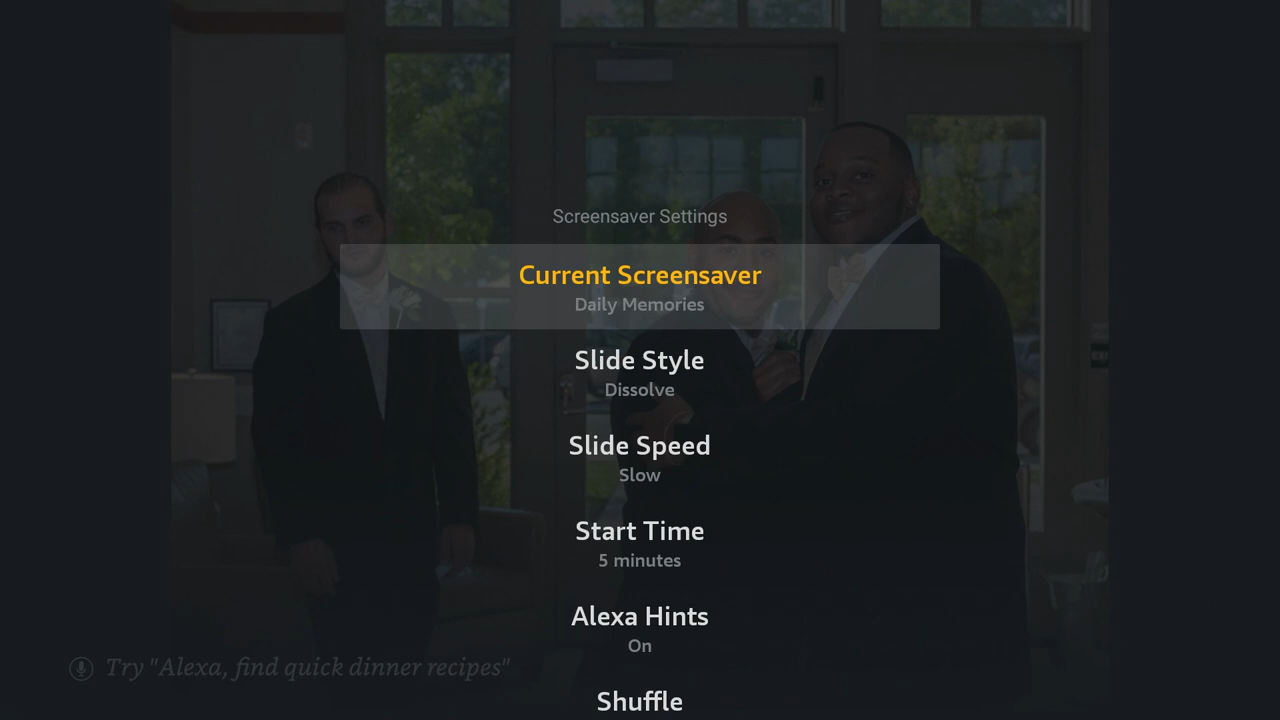 Screensaver Settings
Current Screensaver
Daily Memories
Slide Style
Dissolve
Slide Speed
Slow
Start Time
5 minutes
Alexa Hints
On
Try "Alexa, find quick dinner recipes"
Shuffle